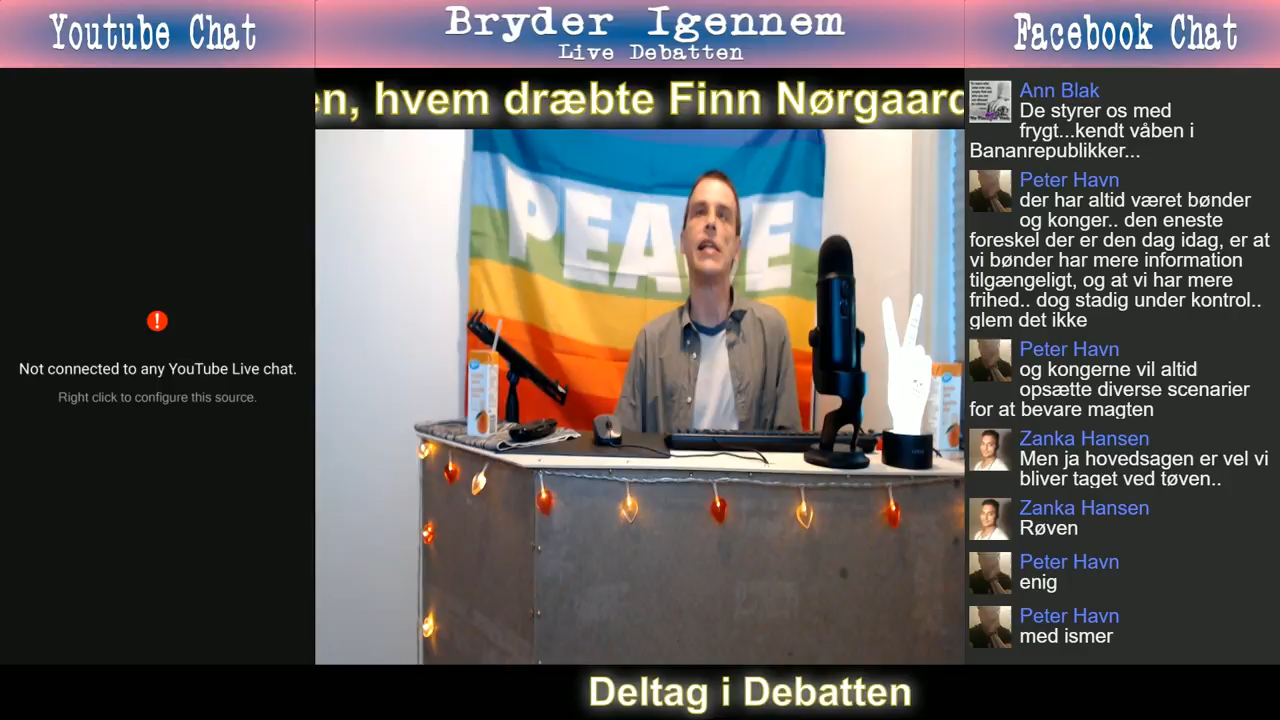 Youtube Chat
Bryder Igennem
Live Debatten
Facebook Chat
en, hvem dræbte Finn Nørgaard
PEACE
Not connected to any YouTube Live chat.
Right click to configure this source.
Ann Blak
De styrer os med
frygt...kendt våben i
Bananrepublikker...
Peter Havn
der har altid været bønder
og konger.. den eneste
foreskel der er den dag idag, er at
vi bønder har mere information
tilgængeligt, og at vi har mere
frihed.. dog stadig under kontrol..
glem det ikke
Peter Havn
og kongerne vil altid
opsætte diverse scenarier
for at bevare magten
Zanka Hansen
Men ja hovedsagen er vel vi
bliver taget ved tøven..
Zanka Hansen
Røven
Peter Havn
enig
Peter Havn
med ismer
Deltag i Debatten